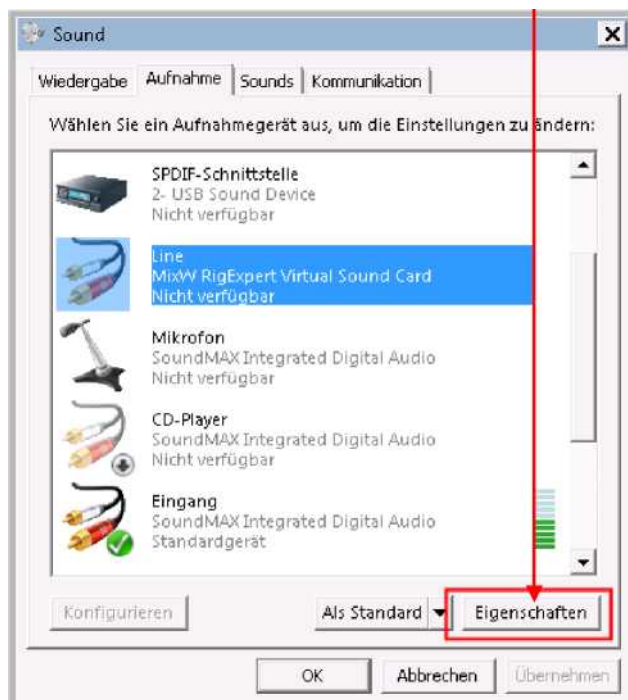 Sound
Wiedergabe Aufnahme Sounds Kommunikation
Wählen Sie ein Aufnahmegerät aus, um die Einstellungen zu ändern:
SPDIF-Schnittstelle
2- USB Sound Device
Nicht verfügbar
Line
MixW RigExpert Virtual Sound Card
Nicht verfügbar
Mikrofon
SoundMAX Integrated Digital Audio
Nicht verfügbar
CD-Player
SoundMAX Integrated Digital Audio
Nicht verfügbar
Eingang
SoundMAX Integrated Digital Audio
Standardgerät
Konfigurieren Als Standard Eigenschaften
OK Abbrechen Übernehmen